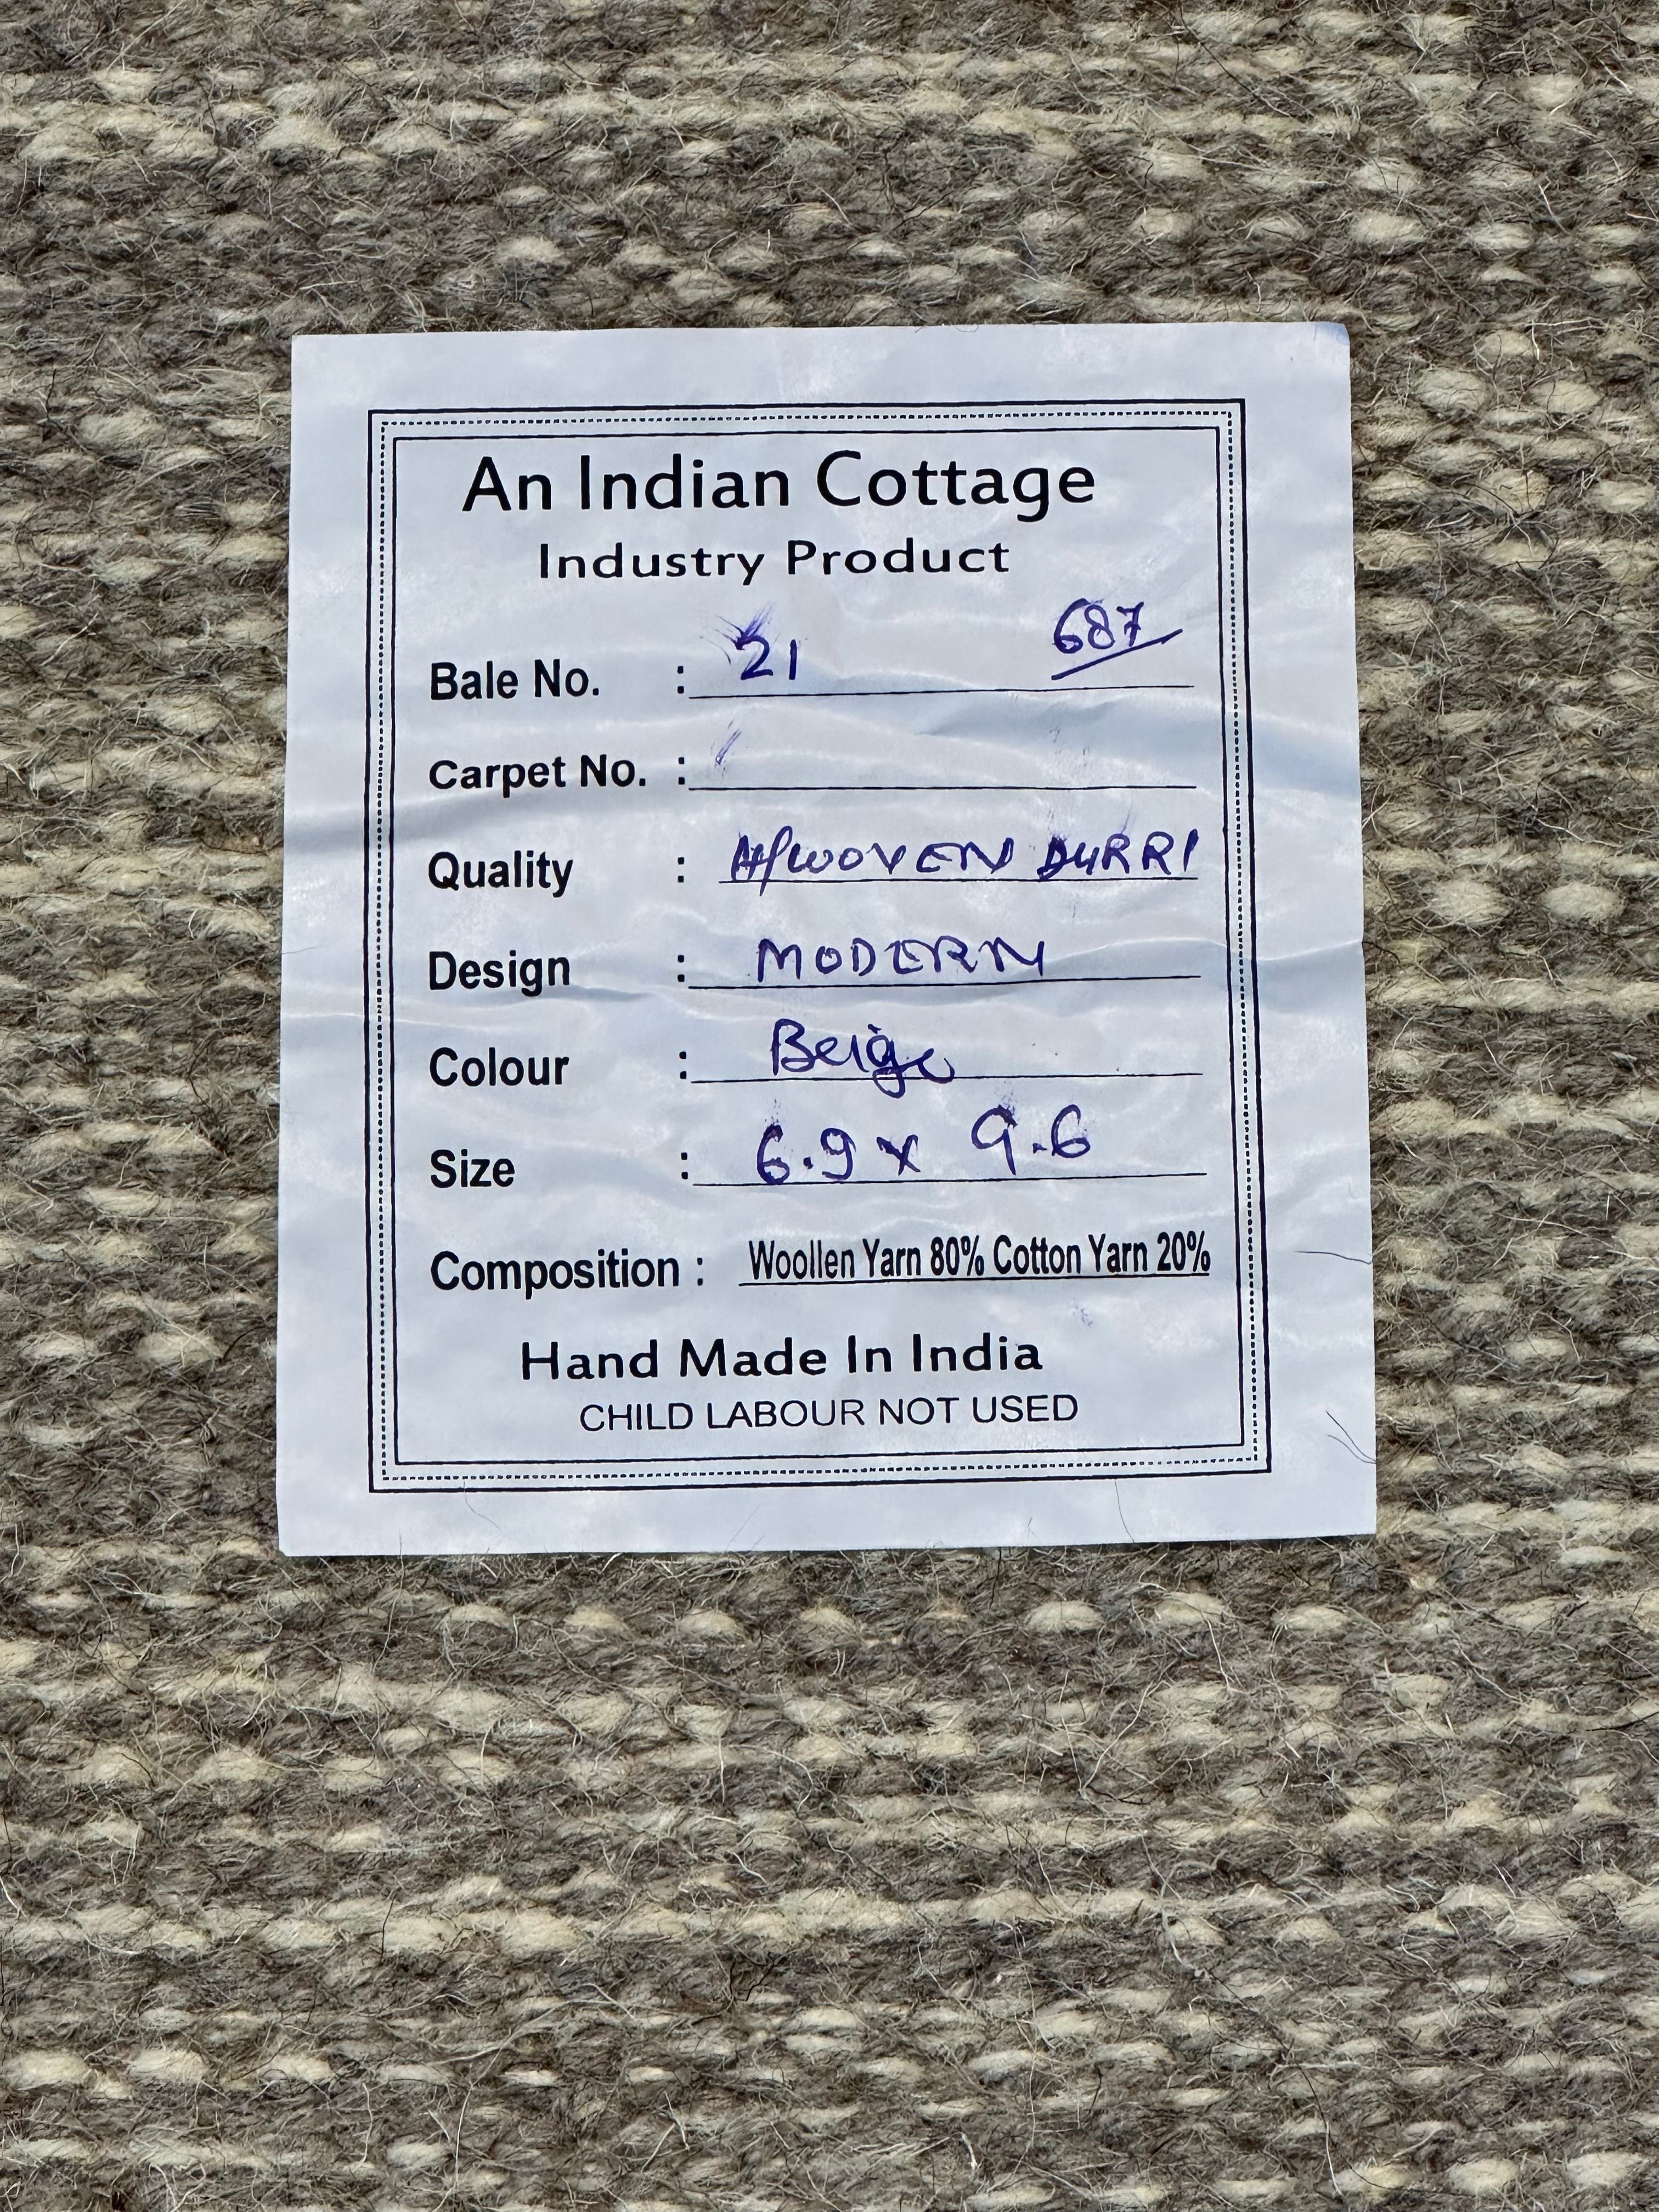 An Indian Cottage
Industry Product
Bale No. : 21 687
Carpet No. :
Quality : H/WOVEN DURRI
Design : MODERN
Colour : Beige
Size : 6.9 x 9.6
Composition : Woollen Yarn 80% Cotton Yarn 20%
Hand Made In India
CHILD LABOUR NOT USED